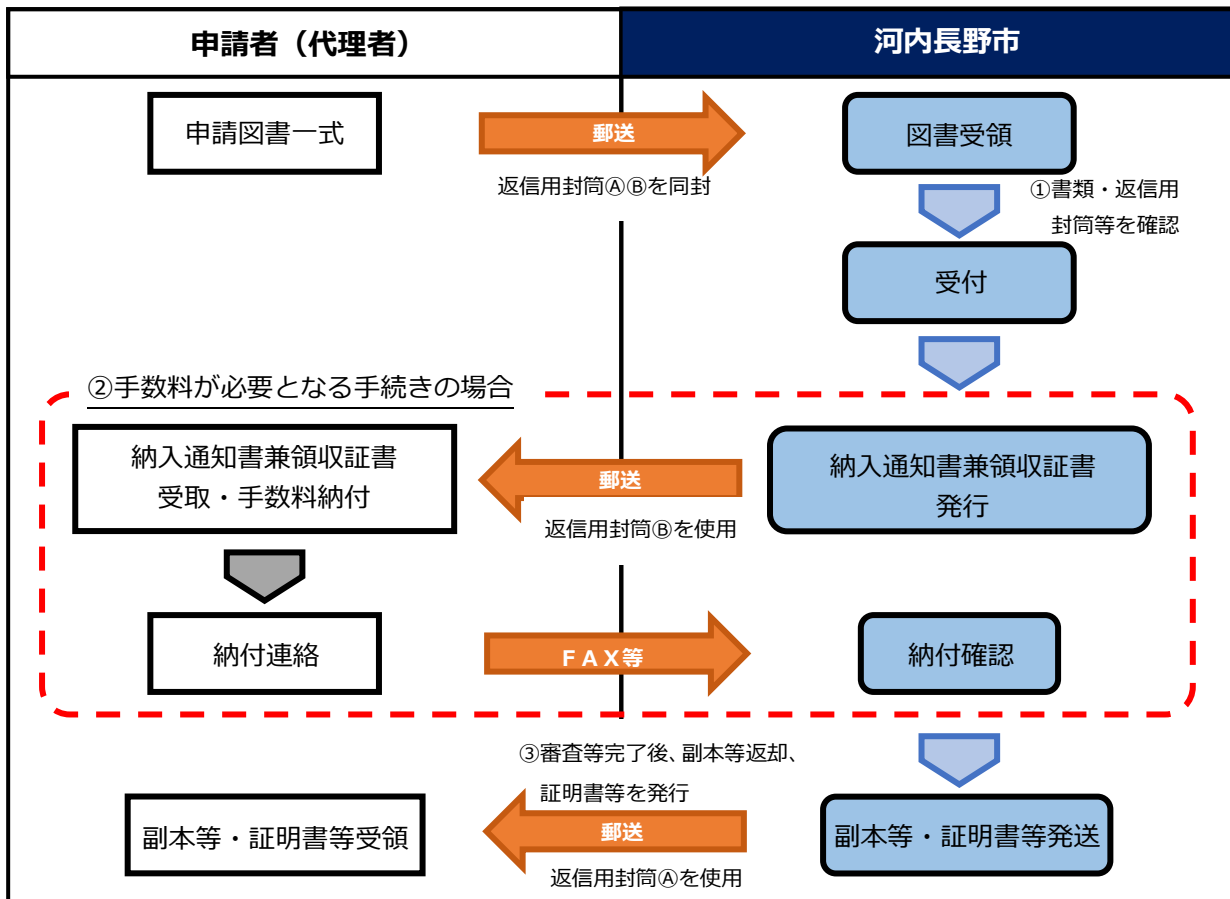 申請者（代理者）
河内長野市
申請図書一式
郵送
返信用封筒ⒶⒷを同封
図書受領
①書類・返信用
封筒等を確認
受付
②手数料が必要となる手続きの場合
納入通知書兼領収証書
発行
郵送
返信用封筒Ⓑを使用
納入通知書兼領収証書
受取・手数料納付
納付連絡
ＦＡＸ等
納付確認
③審査等完了後、副本等返却、
証明書等を発行
副本等・証明書等発送
郵送
返信用封筒Ⓐを使用
副本等・証明書等受領